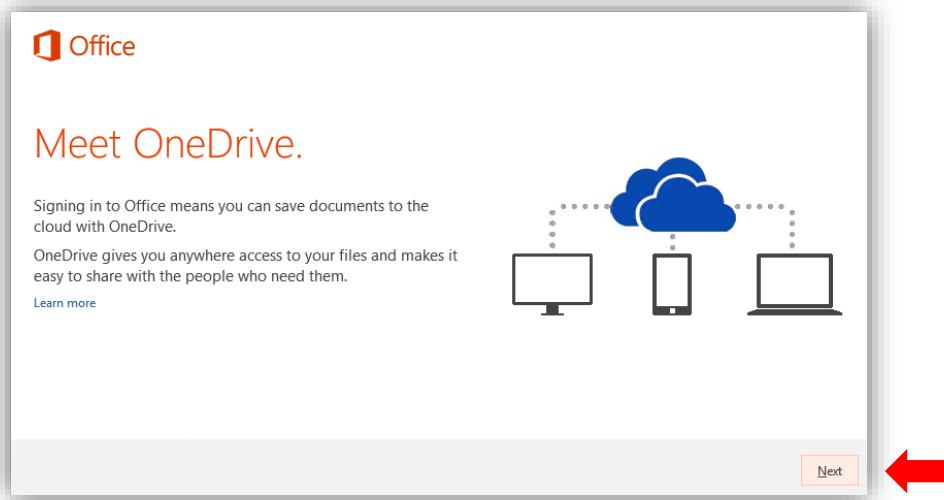 Office
Meet OneDrive.
Signing in to Office means you can save documents to the
cloud with OneDrive.
OneDrive gives you anywhere access to your files and makes it
easy to share with the people who need them.
Learn more
Next